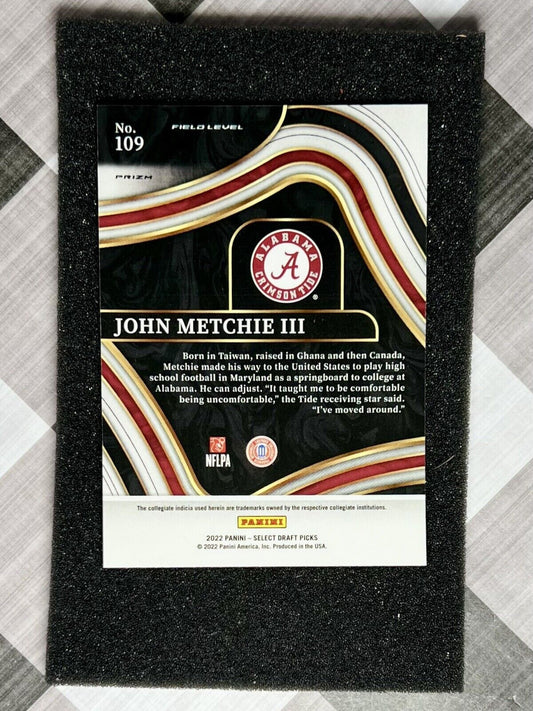 No.
109
FIELD LEVEL
PRIZM
ALABAMA
A
CRIMSON TIDE
®
JOHN METCHIE III
Born in Taiwan, raised in Ghana and then Canada,
Metchie made his way to the United States to play high
school football in Maryland as a springboard to college at
Alabama. He can adjust. “It taught me to be comfortable
being uncomfortable,” the Tide receiving star said.
“I’ve moved around.”
NFLPA
The collegiate indicia used herein are trademarks owned by the respective collegiate institutions.
PANINI
2022 PANINI – SELECT DRAFT PICKS
© 2022 Panini America, Inc. Produced in the USA.